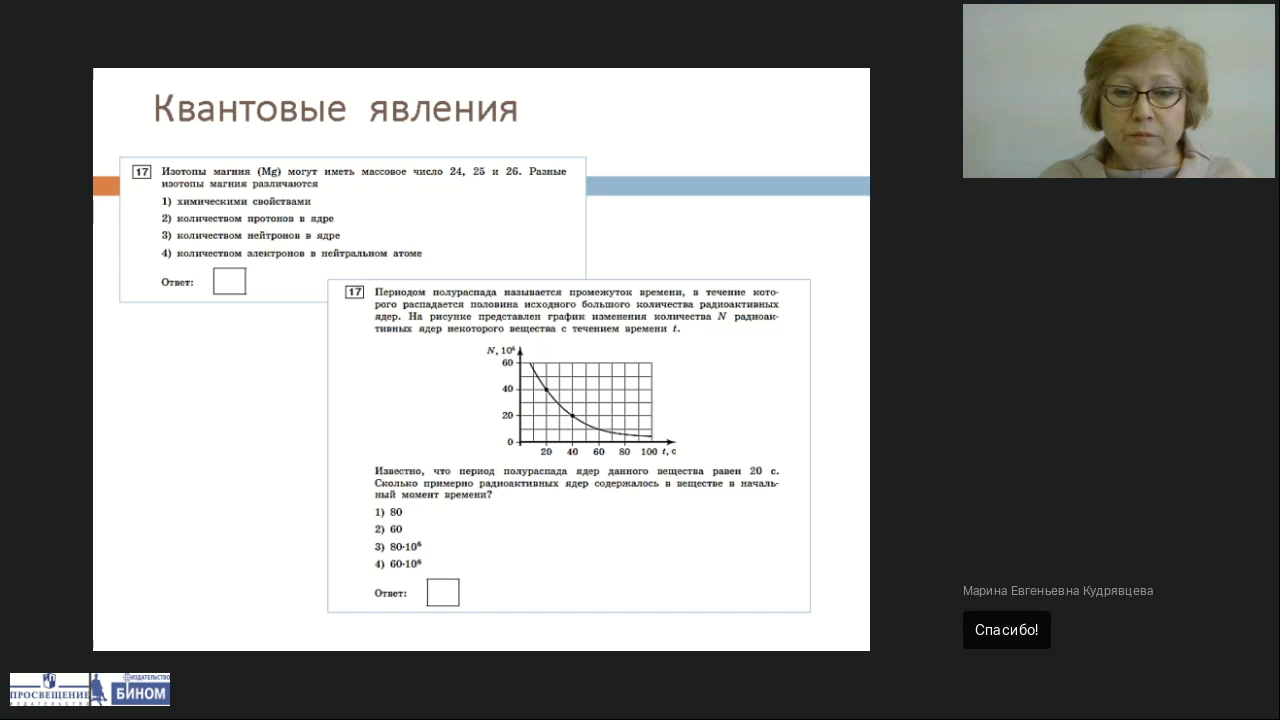 Квантовые явления
17 Изотопы магния (Mg) могут иметь массовое число 24, 25 и 26. Разные
изотопы магния различаются
1) химическими свойствами
2) количеством протонов в ядре
3) количеством нейтронов в ядре
4) количеством электронов в нейтральном атоме
Ответ:
17 Периодом полураспада называется промежуток времени, в течение кото-
рого распадается половина исходного большого количества радиоактивных
ядер. На рисунке представлен график изменения количества N радиоак-
тивных ядер некоторого вещества с течением времени t.
N, 10⁶
60
40
20
0
20 40 60 80 100 t, с
Известно, что период полураспада ядер данного вещества равен 20 с.
Сколько примерно радиоактивных ядер содержалось в веществе в началь-
ный момент времени?
1) 80
2) 60
3) 80·10⁶
4) 60·10⁶
Ответ:
Марина Евгеньевна Кудрявцева
Спасибо!
ПРОСВЕЩЕНИЕ
ИЗДАТЕЛЬСТВО
ИЗДАТЕЛЬСТВО
БИНОМ